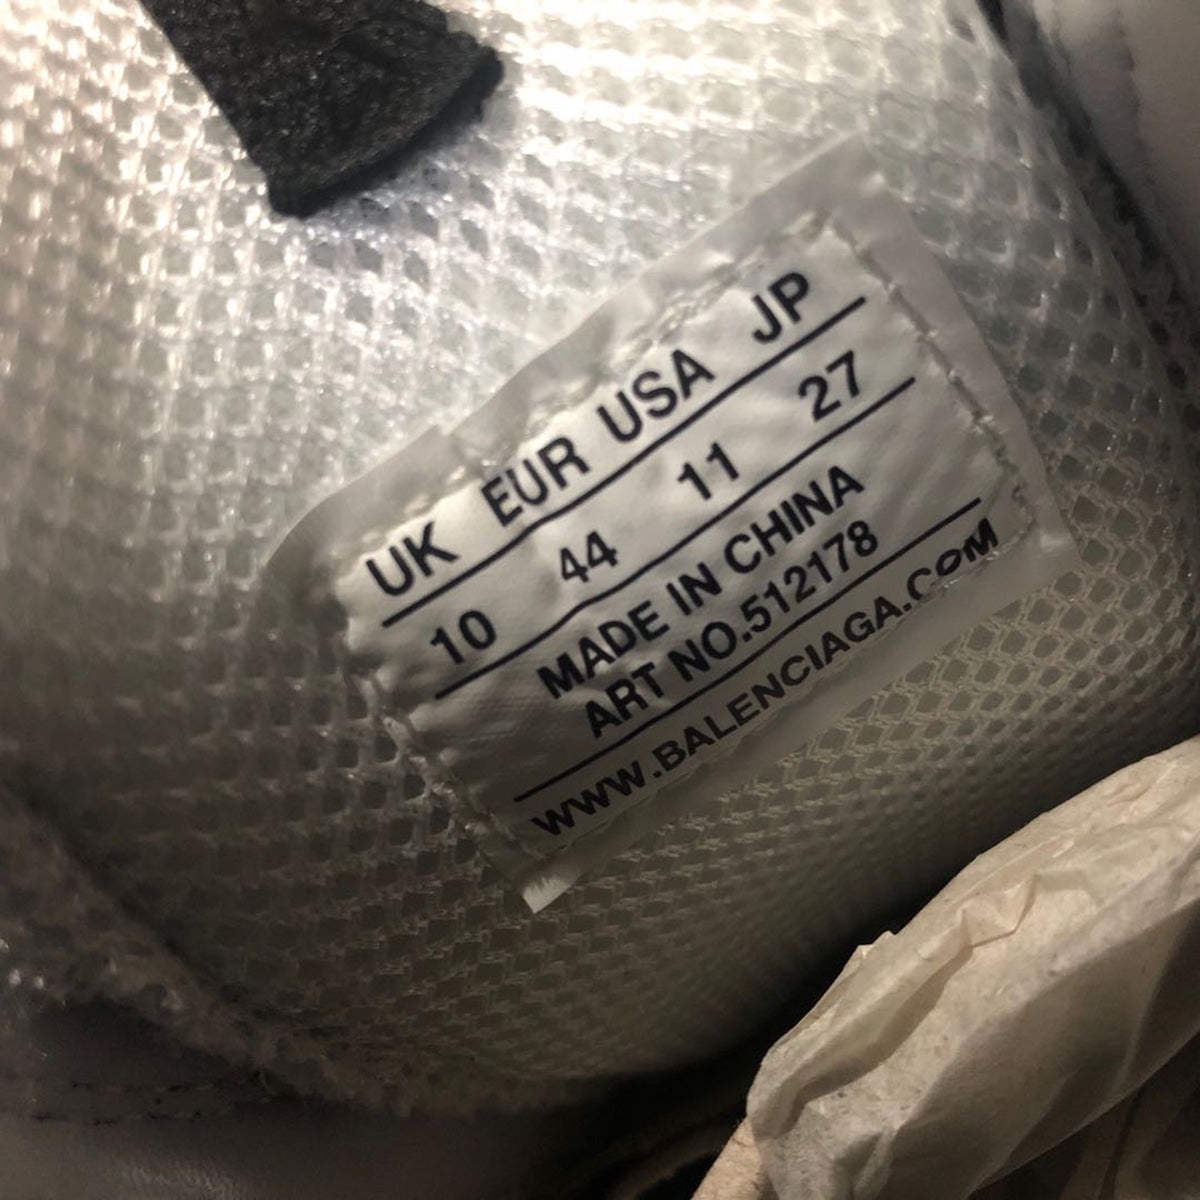 UK EUR USA JP
10 44 11 27
MADE IN CHINA
ART NO.512178
WWW.BALENCIAGA.COM